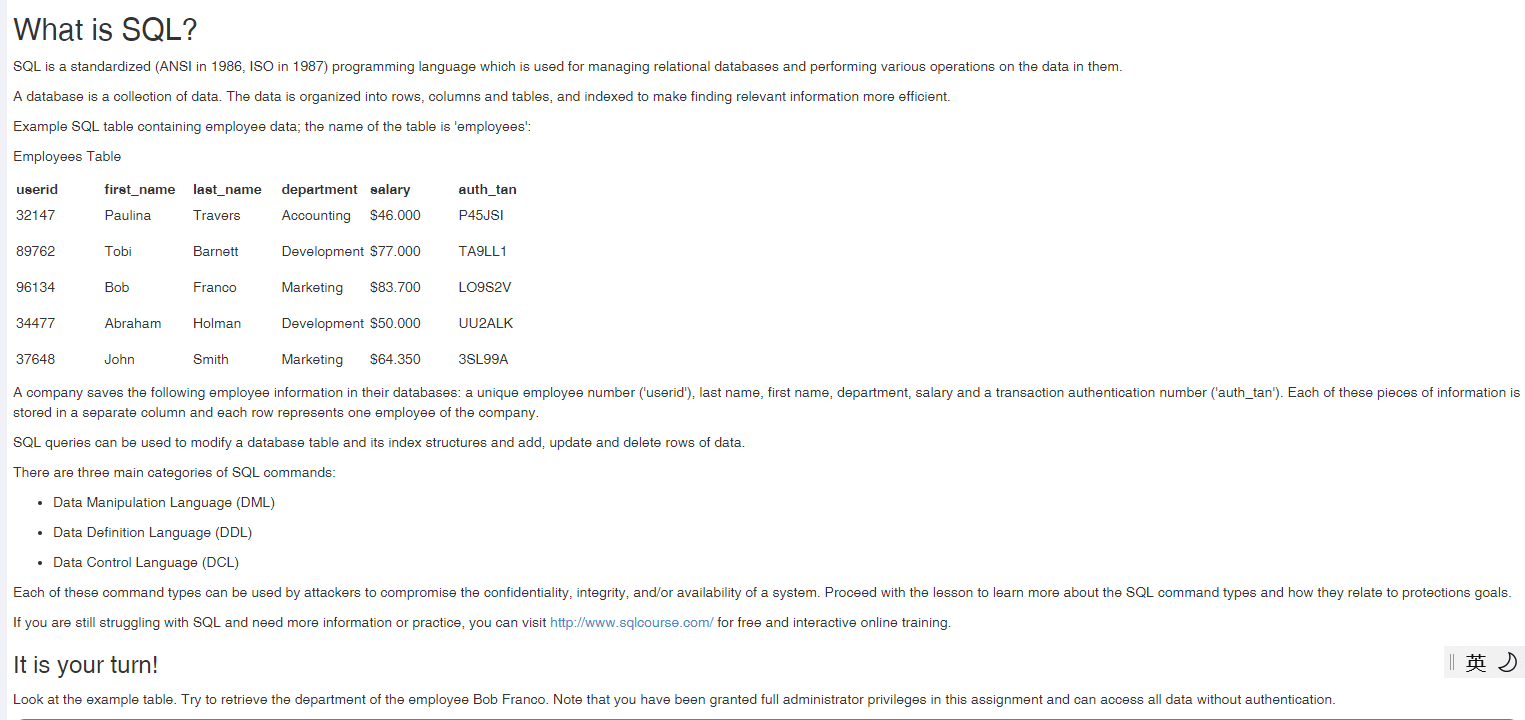 What is SQL?
SQL is a standardized (ANSI in 1986, ISO in 1987) programming language which is used for managing relational databases and performing various operations on the data in them.
A database is a collection of data. The data is organized into rows, columns and tables, and indexed to make finding relevant information more efficient.
Example SQL table containing employee data; the name of the table is 'employees':
Employees Table
userid first_name last_name department salary auth_tan
32147 Paulina Travers Accounting $46.000 P45JSI
89762 Tobi Barnett Development $77.000 TA9LL1
96134 Bob Franco Marketing $83.700 LO9S2V
34477 Abraham Holman Development $50.000 UU2ALK
37648 John Smith Marketing $64.350 3SL99A
A company saves the following employee information in their databases: a unique employee number ('userid'), last name, first name, department, salary and a transaction authentication number ('auth_tan'). Each of these pieces of information is
stored in a separate column and each row represents one employee of the company.
SQL queries can be used to modify a database table and its index structures and add, update and delete rows of data.
There are three main categories of SQL commands:
• Data Manipulation Language (DML)
• Data Definition Language (DDL)
• Data Control Language (DCL)
Each of these command types can be used by attackers to compromise the confidentiality, integrity, and/or availability of a system. Proceed with the lesson to learn more about the SQL command types and how they relate to protections goals.
If you are still struggling with SQL and need more information or practice, you can visit http://www.sqlcourse.com/ for free and interactive online training.
It is your turn!
英
Look at the example table. Try to retrieve the department of the employee Bob Franco. Note that you have been granted full administrator privileges in this assignment and can access all data without authentication.